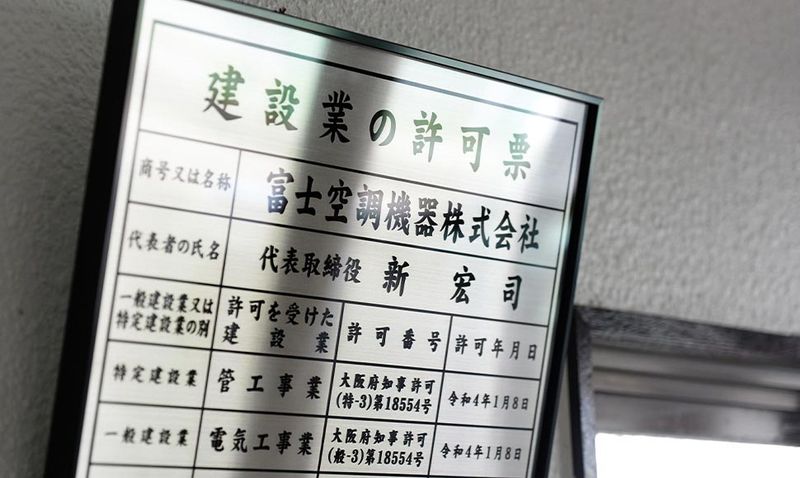 建設業の許可票
商号又は名称 富士空調機器株式会社
代表者の氏名 代表取締役 新 宏司
一般建設業又は
特定建設業の別
許可を受けた
建設業
許可番号
許可年月日
特定建設業
管工事業
大阪府知事許可
(特-3)第18554号
令和4年1月8日
一般建設業
電気工事業
大阪府知事許可
(般-3)第18554号
令和4年1月8日